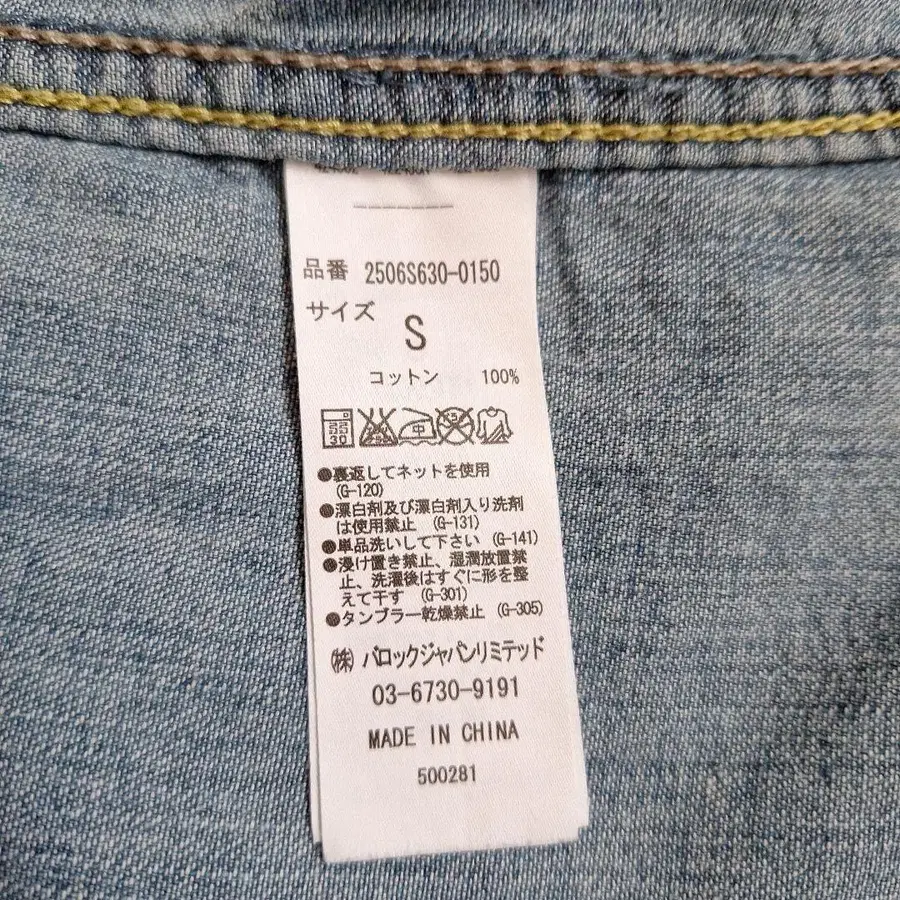 品番 2506S630-0150
サイズ S
コットン 100%
30
中
●裏返してネットを使用
(G-120)
●漂白剤及び漂白剤入り洗剤
は使用禁止 (G-131)
●単品洗いして下さい (G-141)
●浸け置き禁止、湿潤放置禁
止、洗濯後はすぐに形を整
えて干す (G-301)
●タンブラー乾燥禁止 (G-305)
㈱ バロックジャパンリミテッド
03-6730-9191
MADE IN CHINA
500281